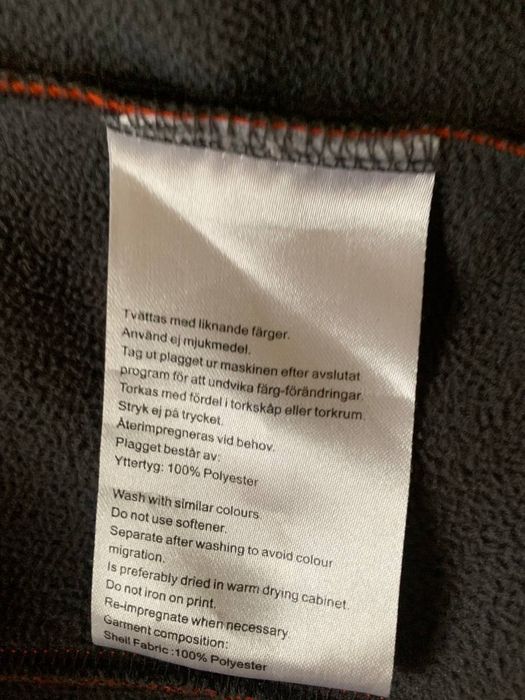 Tvättas med liknande färger.
Använd ej mjukmedel.
Tag ut plagget ur maskinen efter avslutat
program för att undvika färg-förändringar.
Torkas med fördel i torkskåp eller torkrum.
Stryk ej på trycket.
Återimpregneras vid behov.
Plagget består av:
Yttertyg: 100% Polyester
Wash with similar colours.
Do not use softener.
Separate after washing to avoid colour
migration.
Is preferably dried in warm drying cabinet.
Do not iron on print.
Re-impregnate when necessary.
Garment composition:
Shell Fabric :100% Polyester